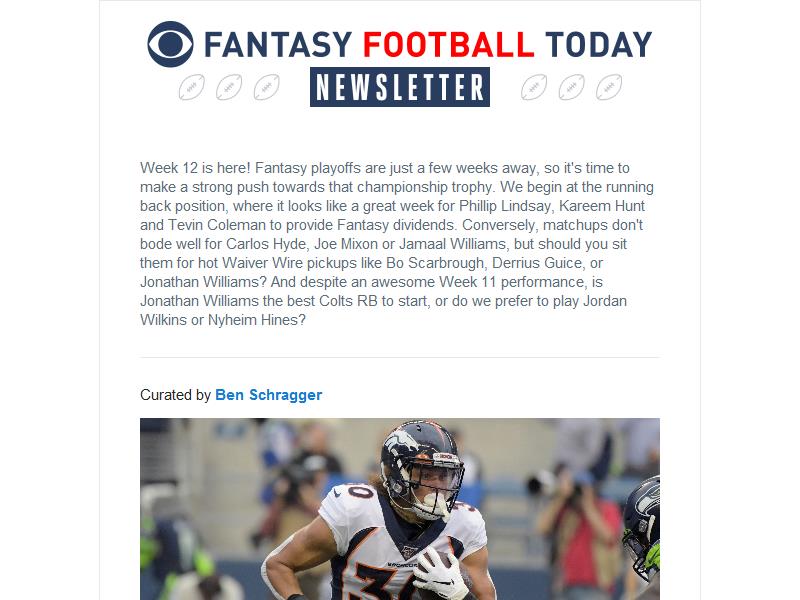 FANTASY FOOTBALL TODAY
NEWSLETTER
Week 12 is here! Fantasy playoffs are just a few weeks away, so it's time to
make a strong push towards that championship trophy. We begin at the running
back position, where it looks like a great week for Phillip Lindsay, Kareem Hunt
and Tevin Coleman to provide Fantasy dividends. Conversely, matchups don't
bode well for Carlos Hyde, Joe Mixon or Jamaal Williams, but should you sit
them for hot Waiver Wire pickups like Bo Scarbrough, Derrius Guice, or
Jonathan Williams? And despite an awesome Week 11 performance, is
Jonathan Williams the best Colts RB to start, or do we prefer to play Jordan
Wilkins or Nyheim Hines?
Curated by Ben Schragger
30
BRONCOS
30